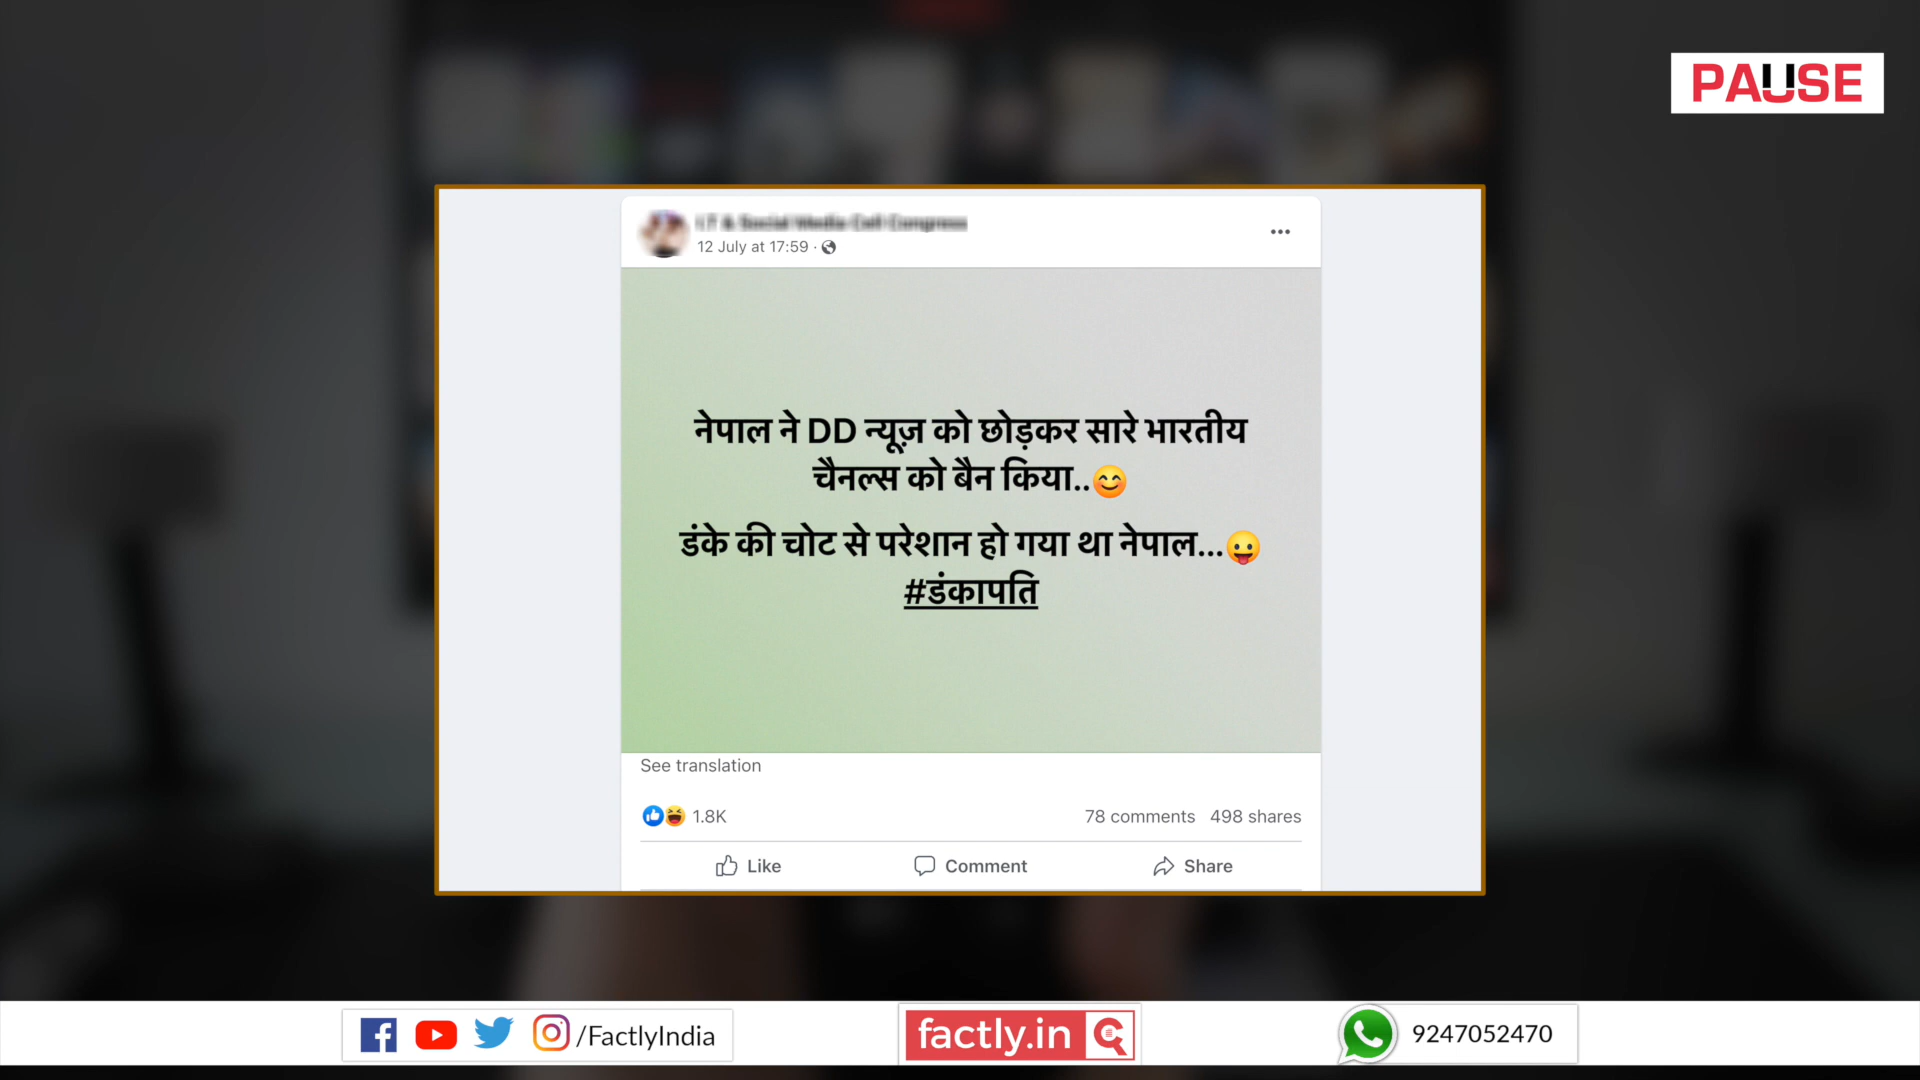 PAUSE
12 July at 17:59 ·
नेपाल ने DD न्यूज़ को छोड़कर सारे भारतीय
चैनल्स को बैन किया..😊
डंके की चोट से परेशान हो गया था नेपाल...😛
#डंकापति
See translation
1.8K
78 comments 498 shares
Like
Comment
Share
/FactlyIndia
factly.in
9247052470